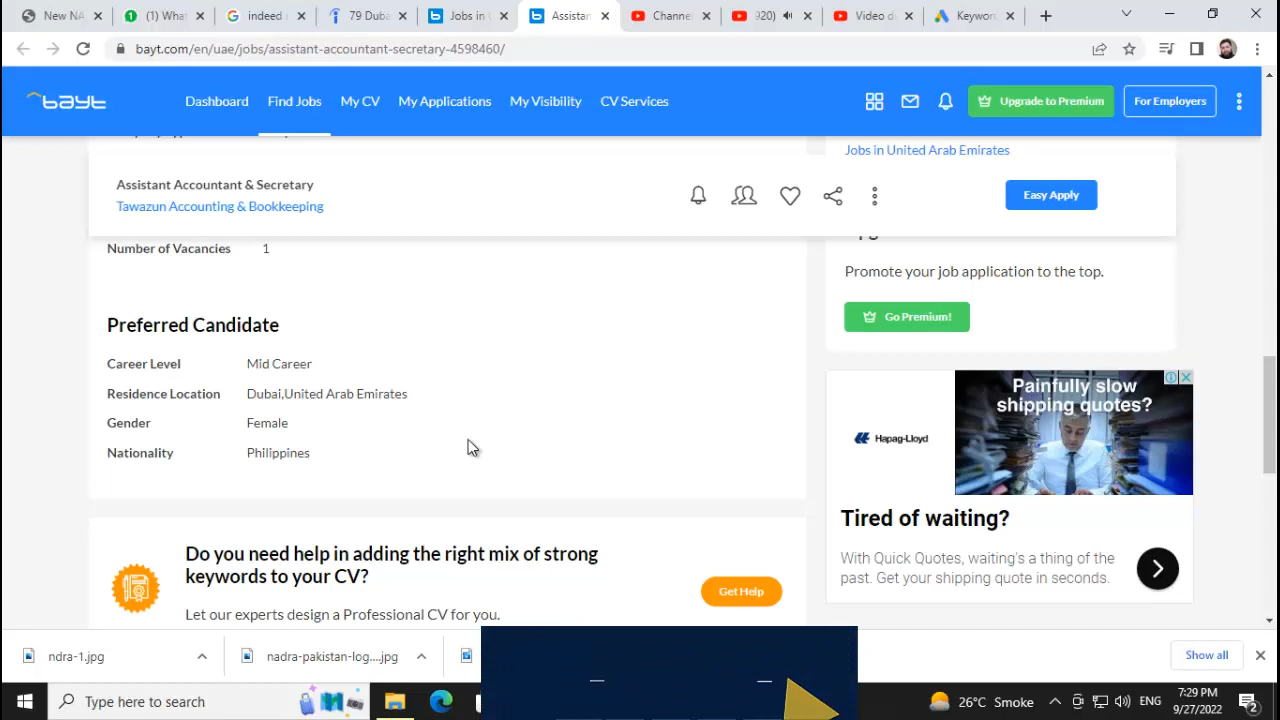 New NA
(1) What
indeed
79 Duba
Jobs in t
Assistan
Channel
920)
Video d
Keyword
bayt.com/en/uae/jobs/assistant-accountant-secretary-4598460/
bayt
Dashboard
Find Jobs
My CV
My Applications
My Visibility
CV Services
Upgrade to Premium
For Employers
Jobs in United Arab Emirates
Assistant Accountant & Secretary
Tawazun Accounting & Bookkeeping
Easy Apply
Number of Vacancies 1
Promote your job application to the top.
Go Premium!
Preferred Candidate
Career Level Mid Career
Residence Location Dubai,United Arab Emirates
Gender Female
Nationality Philippines
Painfully slow
shipping quotes?
Hapag-Lloyd
Tired of waiting?
With Quick Quotes, waiting's a thing of the
past. Get your shipping quote in seconds.
Do you need help in adding the right mix of strong
keywords to your CV?
Let our experts design a Professional CV for you.
Get Help
ndra-1.jpg
nadra-pakistan-log....jpg
Show all
Type here to search
26°C Smoke
ENG
7:29 PM
9/27/2022
2